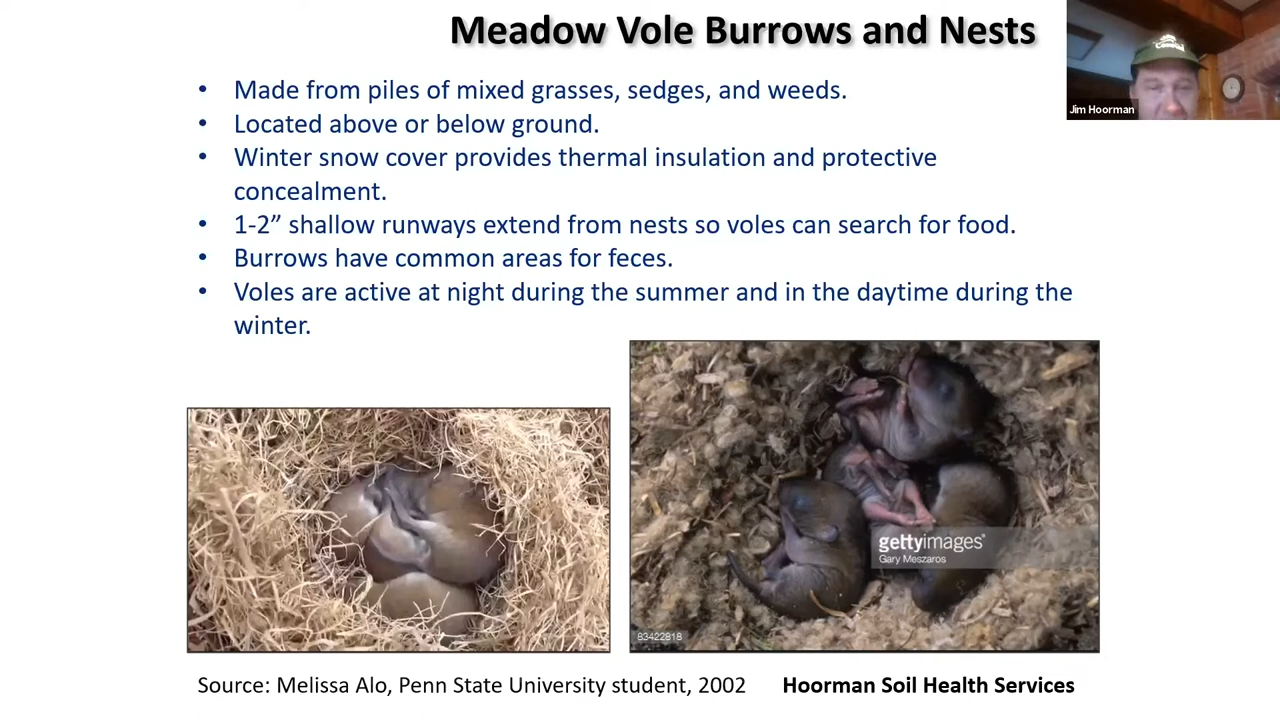 Meadow Vole Burrows and Nests
Jim Hoorman
• Made from piles of mixed grasses, sedges, and weeds.
• Located above or below ground.
• Winter snow cover provides thermal insulation and protective
concealment.
• 1-2” shallow runways extend from nests so voles can search for food.
• Burrows have common areas for feces.
• Voles are active at night during the summer and in the daytime during the
winter.
gettyimages®
Gary Meszaros
83422818
Source: Melissa Alo, Penn State University student, 2002
Hoorman Soil Health Services